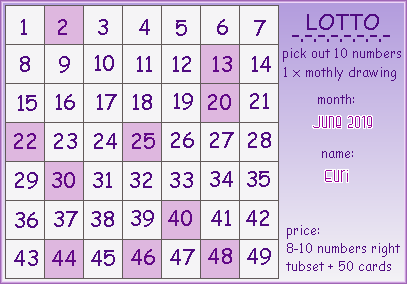 1 2 3 4 5 6 7
8 9 10 11 12 13 14
15 16 17 18 19 20 21
22 23 24 25 26 27 28
29 30 31 32 33 34 35
36 37 38 39 40 41 42
43 44 45 46 47 48 49
LOTTO
pick out 10 numbers
1 x mothly drawing
month:
June 2019
name:
Euri
price:
8-10 numbers right
tubset + 50 cards